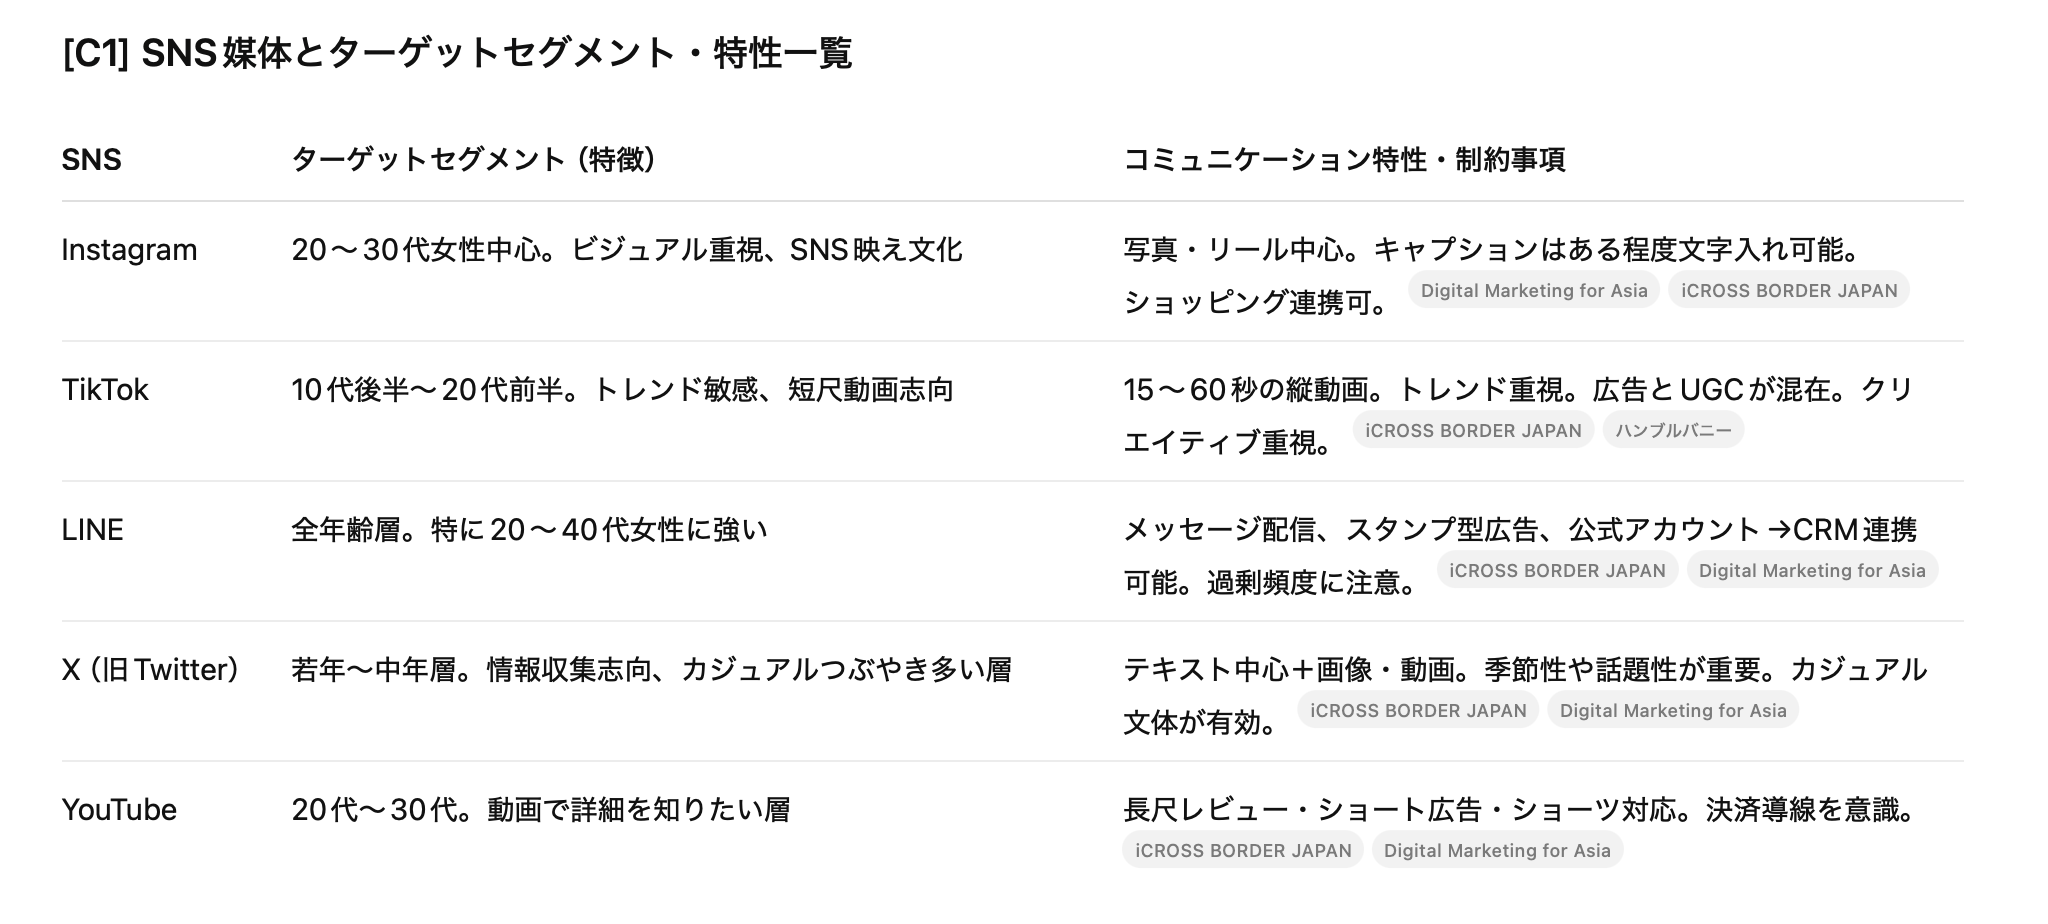 [C1] SNS媒体とターゲットセグメント・特性一覧
SNS
ターゲットセグメント（特徴）
コミュニケーション特性・制約事項
Instagram
20〜30代女性中心。ビジュアル重視、SNS映え文化
写真・リール中心。キャプションはある程度文字入れ可能。
ショッピング連携可。 Digital Marketing for Asia iCROSS BORDER JAPAN
TikTok
10代後半〜20代前半。トレンド敏感、短尺動画志向
15〜60秒の縦動画。トレンド重視。広告とUGCが混在。クリ
エイティブ重視。 iCROSS BORDER JAPAN ハンブルバニー
LINE
全年齢層。特に20〜40代女性に強い
メッセージ配信、スタンプ型広告、公式アカウント→CRM連携
可能。過剰頻度に注意。 iCROSS BORDER JAPAN Digital Marketing for Asia
X（旧Twitter）
若年〜中年層。情報収集志向、カジュアルつぶやき多い層
テキスト中心＋画像・動画。季節性や話題性が重要。カジュアル
文体が有効。 iCROSS BORDER JAPAN Digital Marketing for Asia
YouTube
20代〜30代。動画で詳細を知りたい層
長尺レビュー・ショート広告・ショーツ対応。決済導線を意識。
iCROSS BORDER JAPAN Digital Marketing for Asia